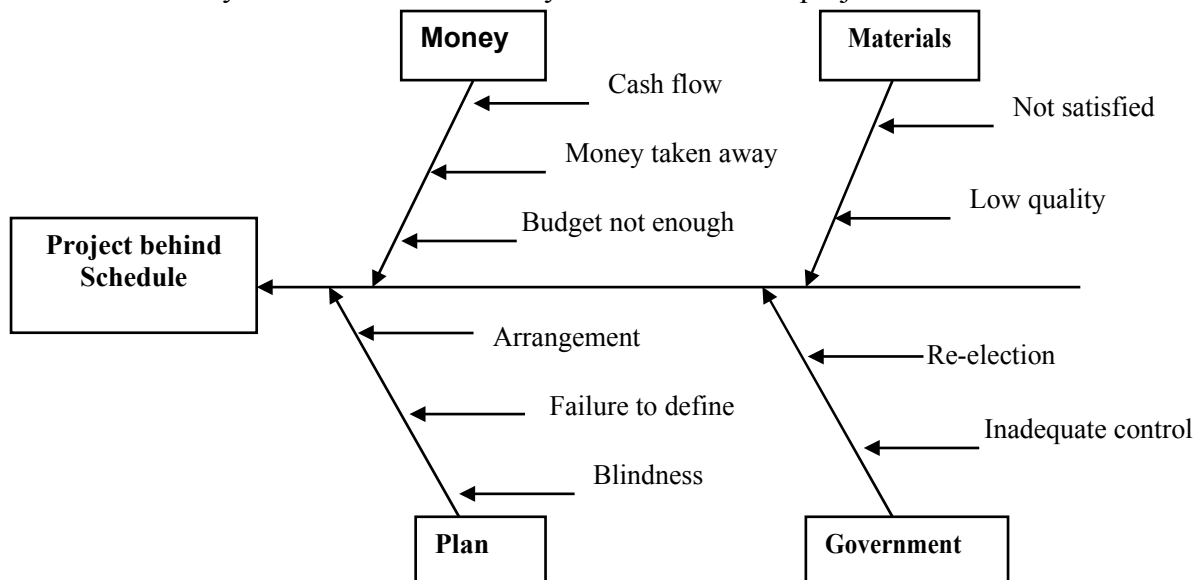 Money
Materials
Cash flow
Not satisfied
Money taken away
Low quality
Budget not enough
Project behind
Schedule
Arrangement
Re-election
Failure to define
Inadequate control
Blindness
Plan
Government